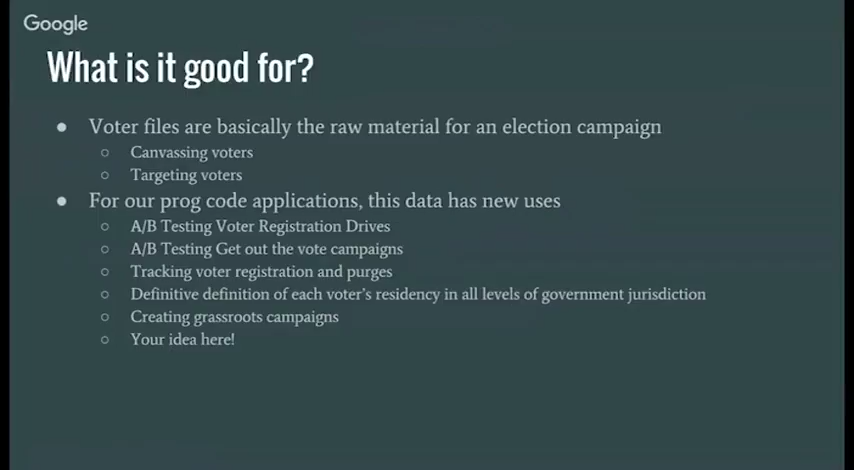 Google
What is it good for?
● Voter files are basically the raw material for an election campaign
○ Canvassing voters
○ Targeting voters
● For our prog code applications, this data has new uses
○ A/B Testing Voter Registration Drives
○ A/B Testing Get out the vote campaigns
○ Tracking voter registration and purges
○ Definitive definition of each voter's residency in all levels of government jurisdiction
○ Creating grassroots campaigns
○ Your idea here!